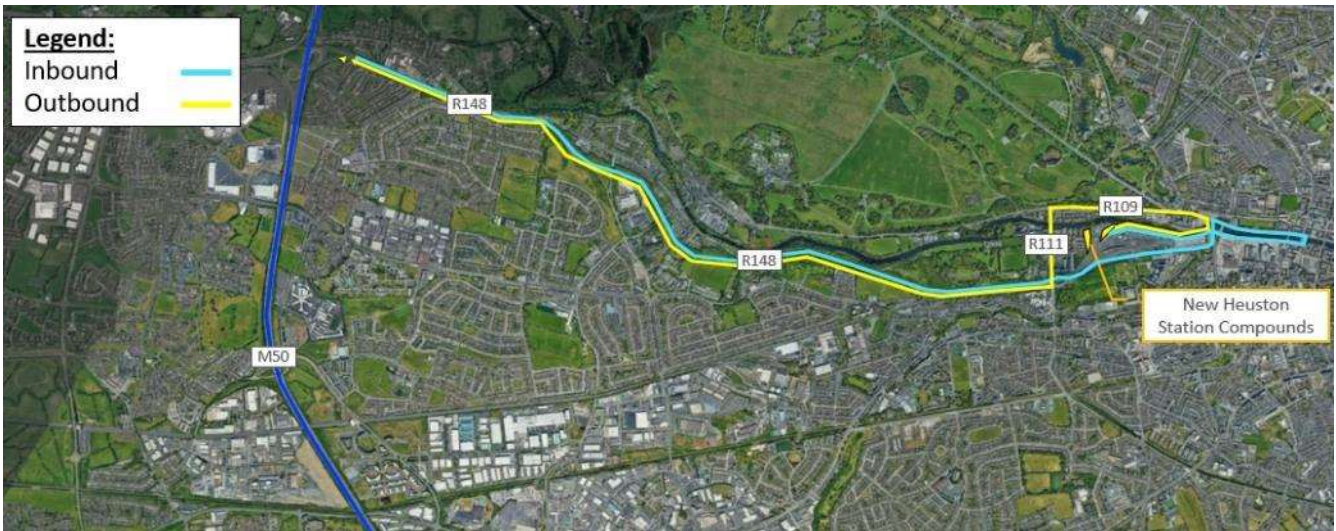 Legend:
Inbound
Outbound
R148
R109
R111
R148
New Heuston
Station Compounds
M50